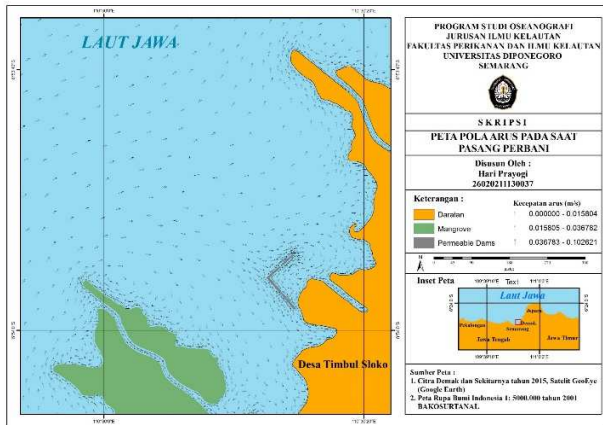 LAUT JAWA
Desa Timbul Sloko
PROGRAM STUDI OSEANOGRAFI
JURUSAN ILMU KELAUTAN
FAKULTAS PERIKANAN DAN ILMU KELAUTAN
UNIVERSITAS DIPONEGORO
SEMARANG
SKRIPSI
PETA POLA ARUS PADA SAAT
PASANG PERBANI
Disusun Oleh :
Hari Prayogi
26020211130037
Keterangan :
Kecepatan arus (m/s)
Daratan
0.000000 - 0.015804
Mangrove
0.015805 - 0.036782
Permeable Dams
0.036783 - 0.102621
N
Inset Peta
Text
Laut Jawa
Jepara
Pekalongan
Demak
Semarang
Jawa Tengah
Jawa Timur
Sumber Peta :
1. Citra Demak dan Sekitarnya tahun 2015, Satelit GeoEye
(Google Earth)
2. Peta Rupa Bumi Indonesia 1: 5000.000 tahun 2001
BAKOSURTANAL